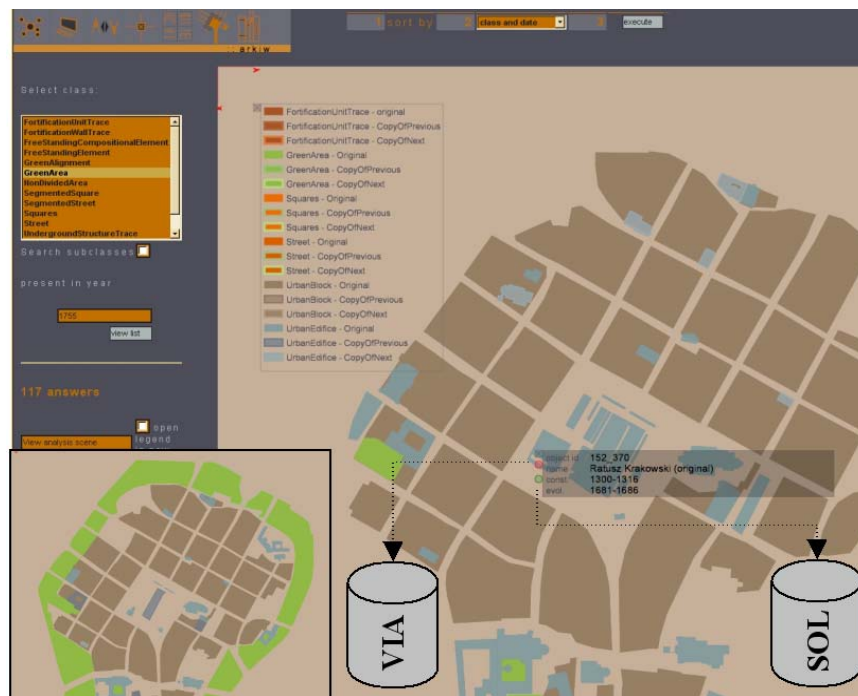 :: arkiw
1 sort by 2 class and date 3 execute
Select class:
FortificationUnitTrace
FortificationWallTrace
FreeStandingCompositionalElement
FreeStandingElement
GreenAlignment
GreenArea
NonDividedArea
SegmentedSquare
SegmentedStreet
Squares
Street
UndergroundStructureTrace
Search subclasses
present in year
1755
view list
117 answers
open
legend
View analysis scene
FortificationUnitTrace - original
FortificationUnitTrace - CopyOfPrevious
FortificationUnitTrace - CopyOfNext
GreenArea - Original
GreenArea - CopyOfPrevious
GreenArea - CopyOfNext
Squares - Original
Squares - CopyOfPrevious
Squares - CopyOfNext
Street - Original
Street - CopyOfPrevious
Street - CopyOfNext
UrbanBlock - Original
UrbanBlock - CopyOfPrevious
UrbanBlock - CopyOfNext
UrbanEdifice - Original
UrbanEdifice - CopyOfPrevious
UrbanEdifice - CopyOfNext
object id 152_370
name Ratusz Krakowski (original)
const. 1300-1316
evol. 1681-1686
VIA
SOL